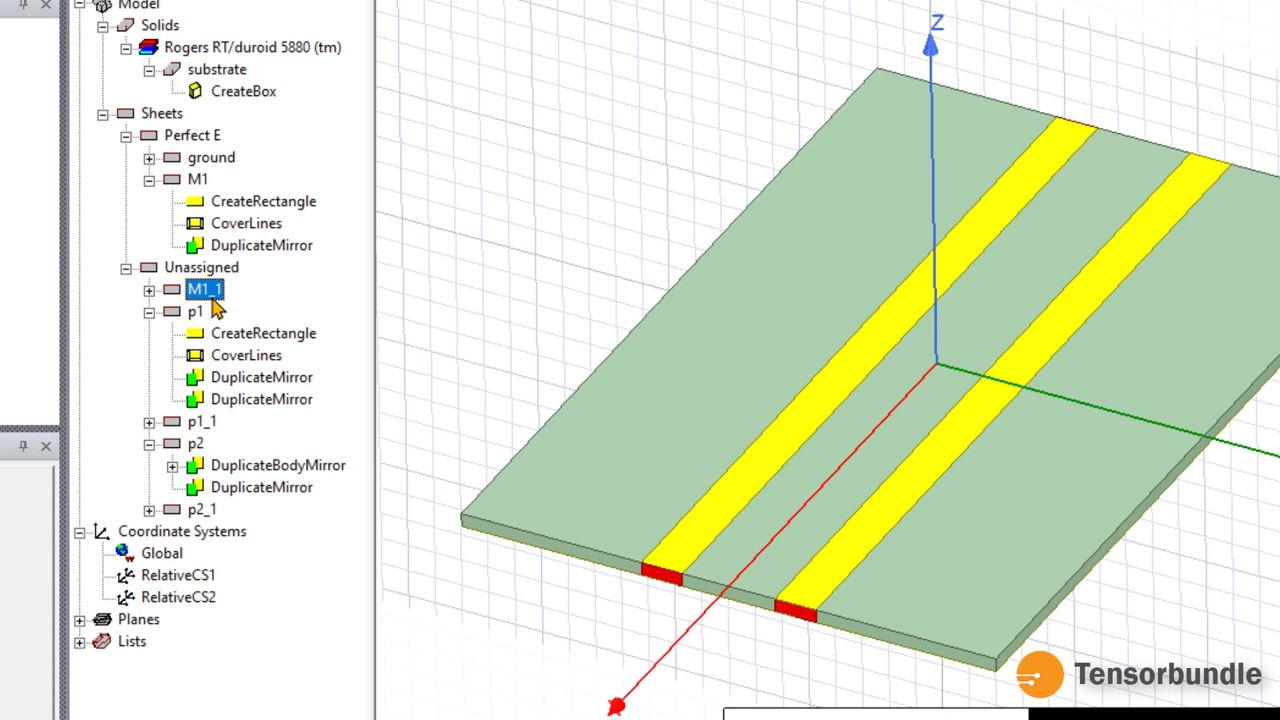 Model
Solids
Rogers RT/duroid 5880 (tm)
substrate
CreateBox
Sheets
Perfect E
ground
M1
CreateRectangle
CoverLines
DuplicateMirror
Unassigned
M1_1
p1
CreateRectangle
CoverLines
DuplicateMirror
DuplicateMirror
p1_1
p2
DuplicateBodyMirror
DuplicateMirror
p2_1
Coordinate Systems
Global
RelativeCS1
RelativeCS2
Planes
Lists
Z
Tensorbundle